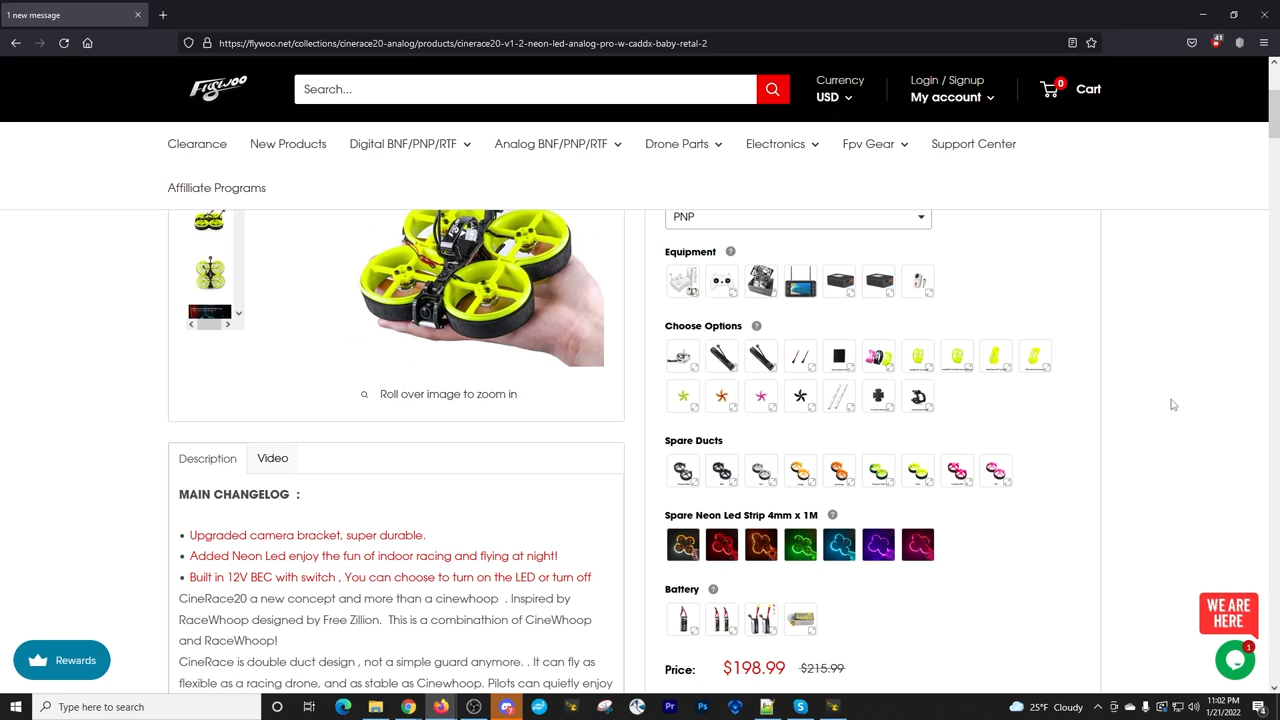 1 new message
https://flywoo.net/collections/cinerace20-analog/products/cinerace20-v1-2-neon-led-analog-pro-w-caddx-baby-retal-2
41
Flywoo
Search...
Currency
USD
Login / Signup
My account
0
Cart
Clearance
New Products
Digital BNF/PNP/RTF
Analog BNF/PNP/RTF
Drone Parts
Electronics
Fpv Gear
Support Center
Affilliate Programs
PNP
Equipment ?
Choose Options ?
Roll over image to zoom in
Spare Ducts
Description
Video
MAIN CHANGELOG :
• Upgraded camera bracket, super durable.
• Added Neon Led enjoy the fun of indoor racing and flying at night!
• Built in 12V BEC with switch , You can choose to turn on the LED or turn off
CineRace20 a new concept and more than a cinewhoop . Inspired by
RaceWhoop designed by Free Zillion. This is a combinathion of CineWhoop
and RaceWhoop!
CineRace is double duct design , not a simple guard anymore. . It can fly as
flexible as a racing drone, and as stable as Cinewhoop. Pilots can quietly enjoy
Spare Neon Led Strip 4mm x 1M ?
Battery ?
Price: $198.99 $215.99
WE ARE
HERE
1
Rewards
Type here to search
Pr
Ps
25°F Cloudy
11:02 PM
1/21/2022
4